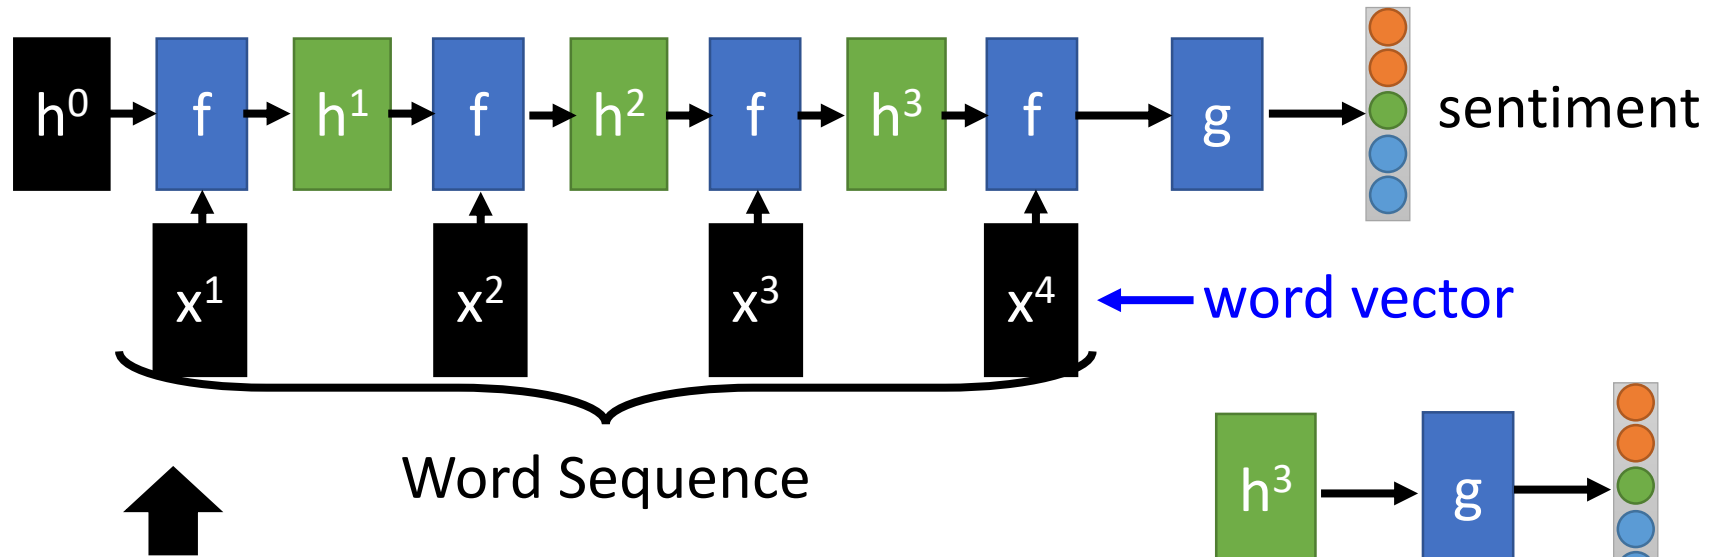 h⁰ f h¹ f h² f h³ f g sentiment
x¹ x² x³ x⁴ word vector
Word Sequence
h³ g